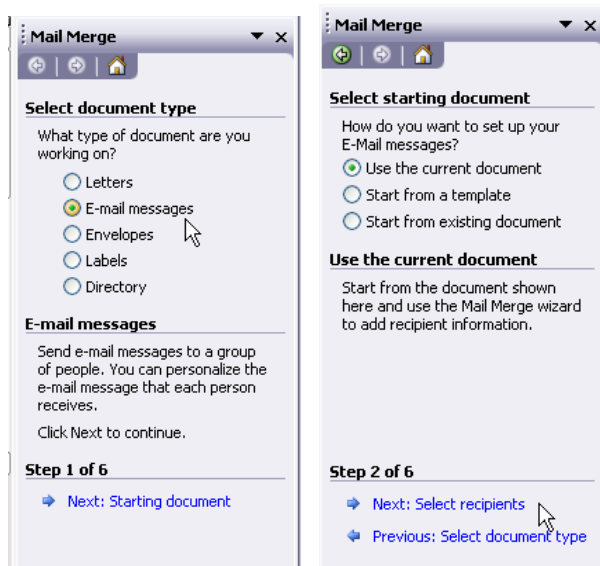 Mail Merge
Select document type
What type of document are you
working on?
Letters
E-mail messages
Envelopes
Labels
Directory
E-mail messages
Send e-mail messages to a group
of people. You can personalize the
e-mail message that each person
receives.
Click Next to continue.
Step 1 of 6
Next: Starting document
Mail Merge
Select starting document
How do you want to set up your
E-Mail messages?
Use the current document
Start from a template
Start from existing document
Use the current document
Start from the document shown
here and use the Mail Merge wizard
to add recipient information.
Step 2 of 6
Next: Select recipients
Previous: Select document type